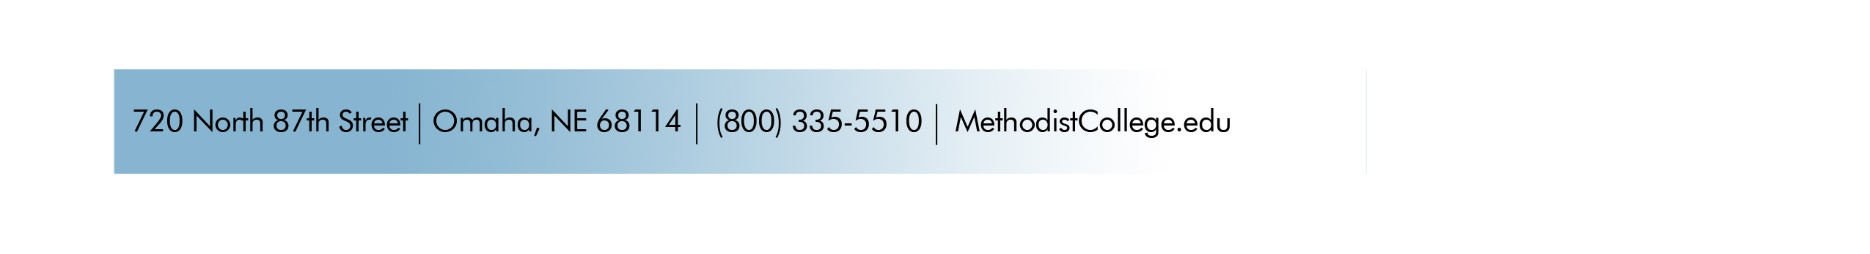 720 North 87th Street | Omaha, NE 68114 | (800) 335-5510 | MethodistCollege.edu